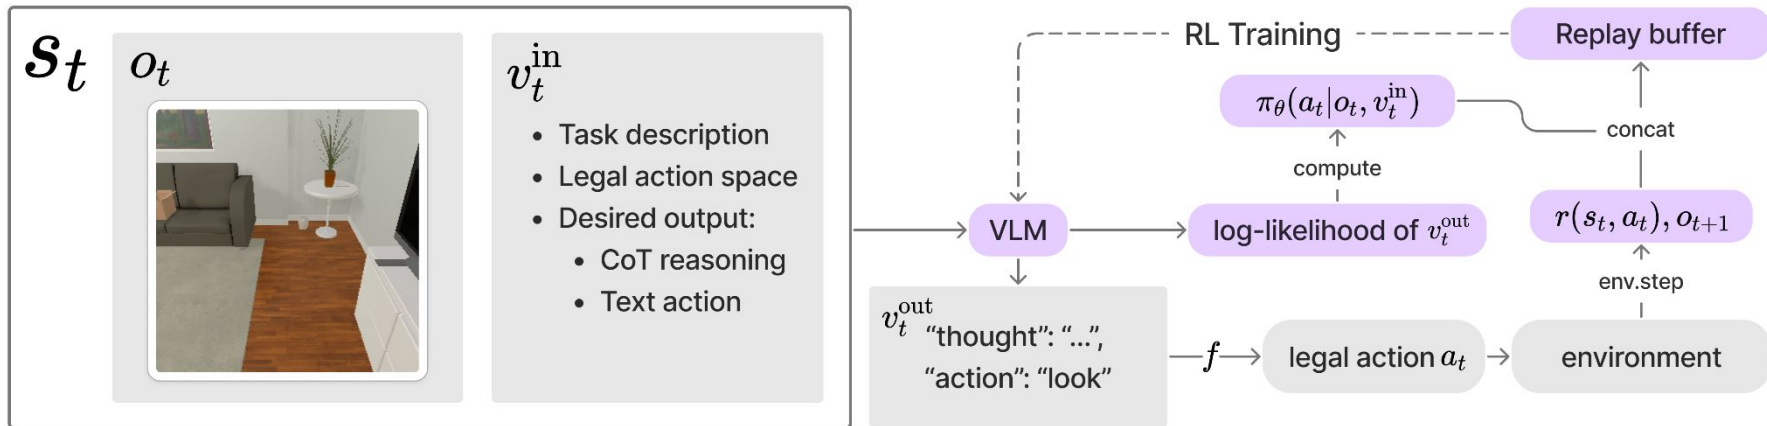 s_t
o_t
v_t^in
• Task description
• Legal action space
• Desired output:
• CoT reasoning
• Text action
RL Training
Replay buffer
π_θ(a_t|o_t, v_t^in)
concat
compute
VLM
log-likelihood of v_t^out
r(s_t, a_t), o_{t+1}
env.step
v_t^out
“thought”: “...”,
“action”: “look”
f
legal action a_t
environment